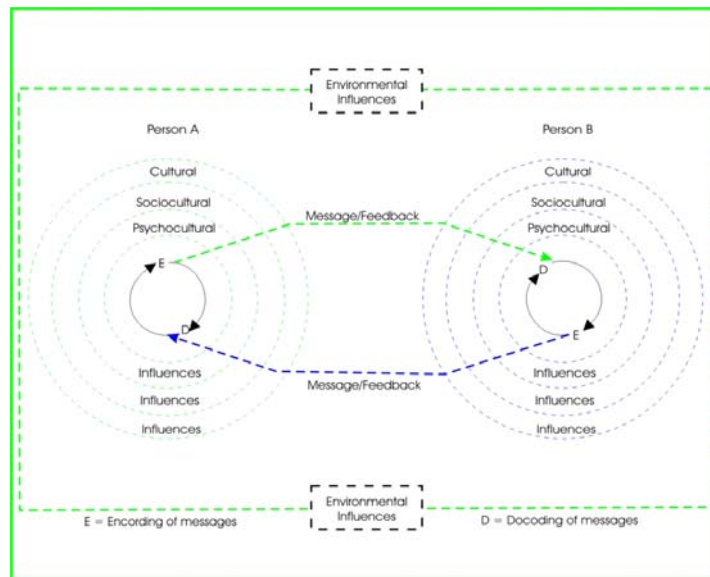 Environmental
Influences
Person A
Person B
Cultural
Cultural
Sociocultural
Sociocultural
Message/Feedback
Psychocultural
Psychocultural
E
D
D
E
Influences
Influences
Message/Feedback
Influences
Influences
Influences
Influences
Environmental
Influences
E = Encording of messages
D = Docoding of messages